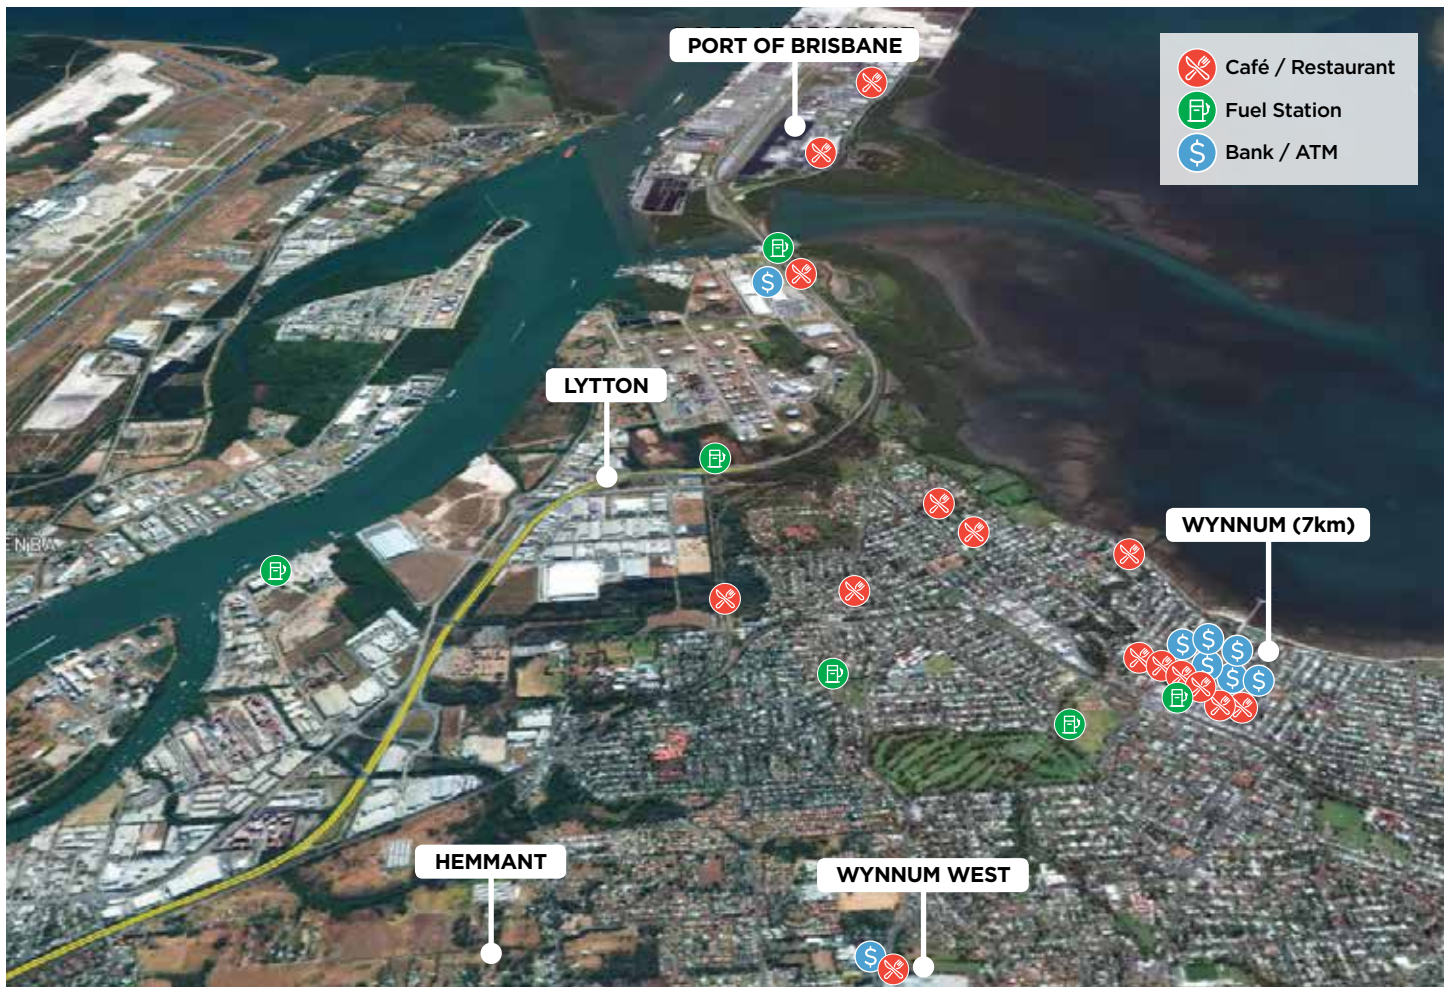 PORT OF BRISBANE
Café / Restaurant
Fuel Station
Bank / ATM
LYTTON
WYNNUM (7km)
HEMMANT
WYNNUM WEST